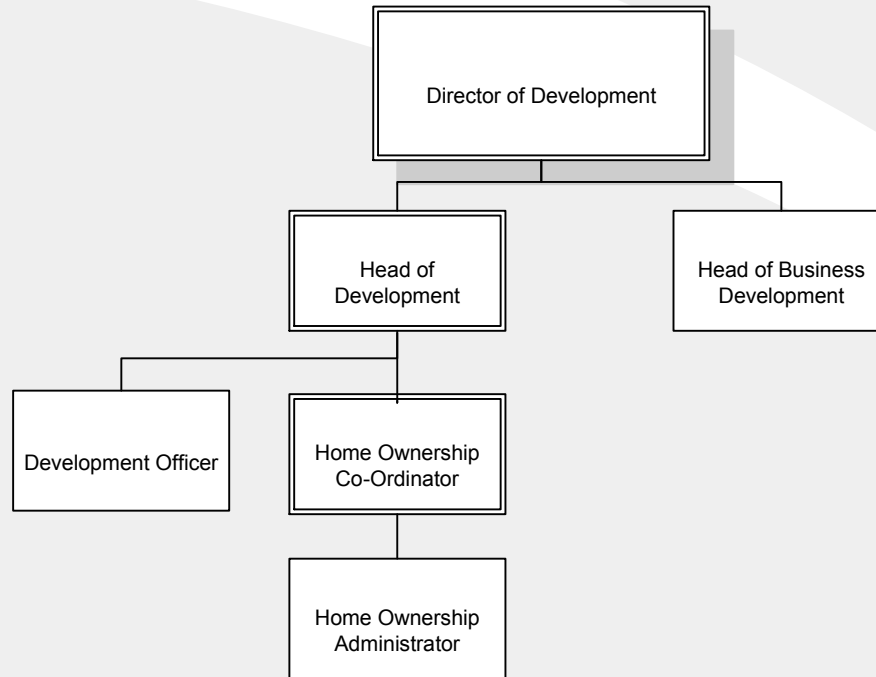 Director of Development
Head of
Development
Head of Business
Development
Development Officer
Home Ownership
Co-Ordinator
Home Ownership
Administrator